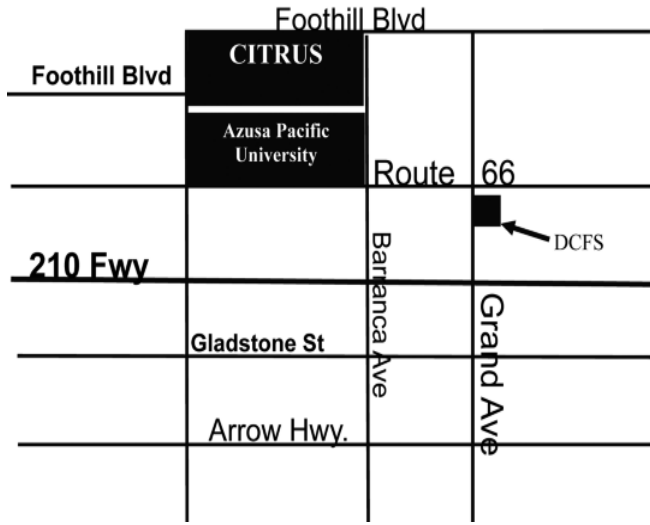 Foothill Blvd
CITRUS
Foothill Blvd
Azusa Pacific
University
Route 66
DCFS
Barranca Ave
210 Fwy
Grand Ave
Gladstone St
Arrow Hwy.